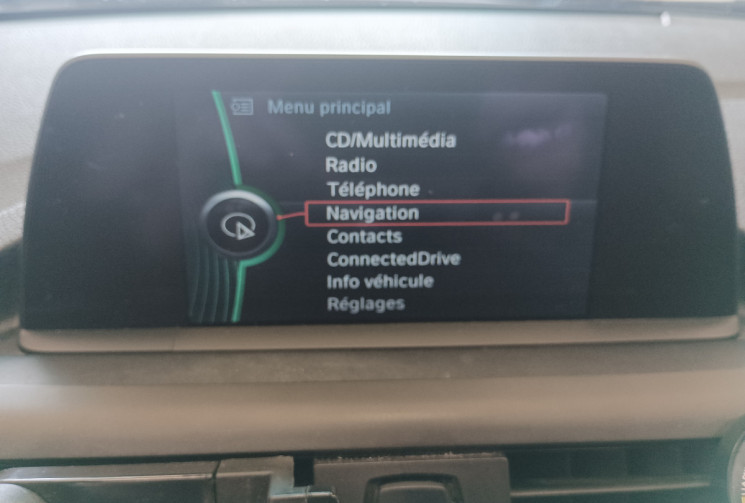 Menu principal
CD/Multimédia
Radio
Téléphone
Navigation
Contacts
ConnectedDrive
Info véhicule
Réglages